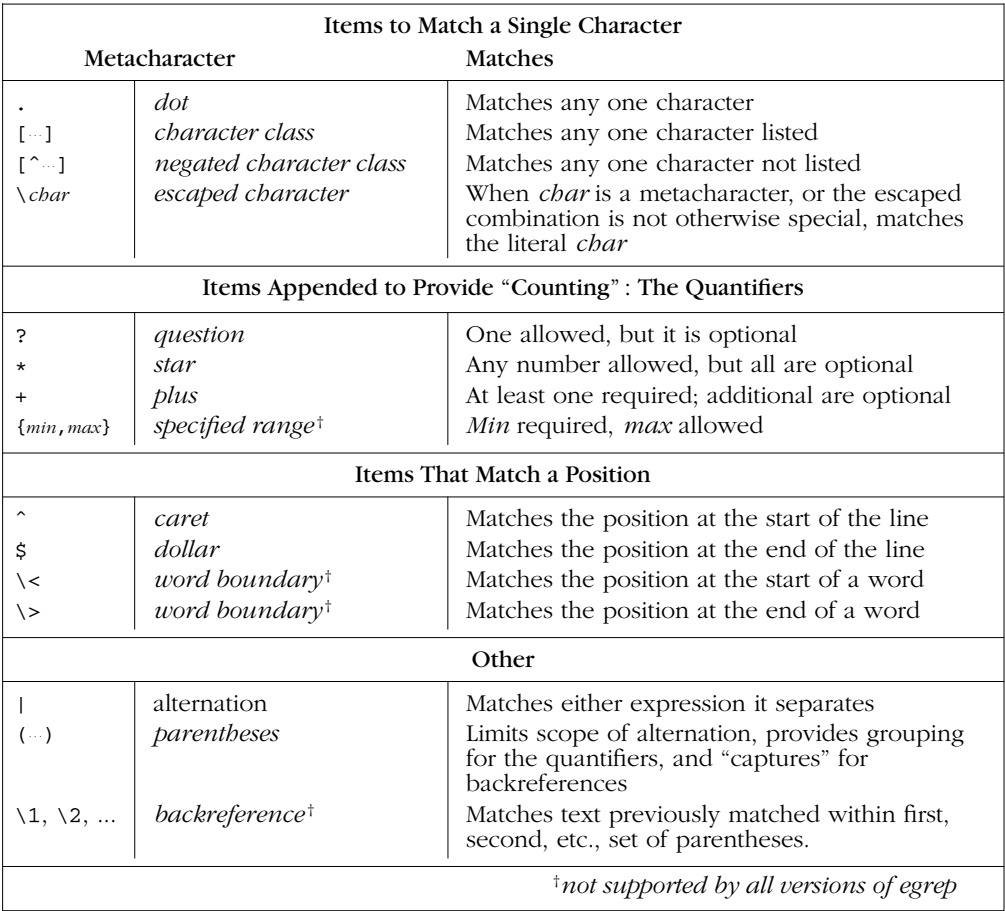 Items to Match a Single Character
Metacharacter Matches
. dot Matches any one character
[···] character class Matches any one character listed
[^···] negated character class Matches any one character not listed
\char escaped character When char is a metacharacter, or the escaped
combination is not otherwise special, matches
the literal char
Items Appended to Provide “Counting” : The Quantifiers
? question One allowed, but it is optional
* star Any number allowed, but all are optional
+ plus At least one required; additional are optional
{min,max} specified range† Min required, max allowed
Items That Match a Position
^ caret Matches the position at the start of the line
$ dollar Matches the position at the end of the line
\< word boundary† Matches the position at the start of a word
\> word boundary† Matches the position at the end of a word
Other
| alternation Matches either expression it separates
(···) parentheses Limits scope of alternation, provides grouping
for the quantifiers, and “captures” for
backreferences
\1, \2, ... backreference† Matches text previously matched within first,
second, etc., set of parentheses.
†not supported by all versions of egrep